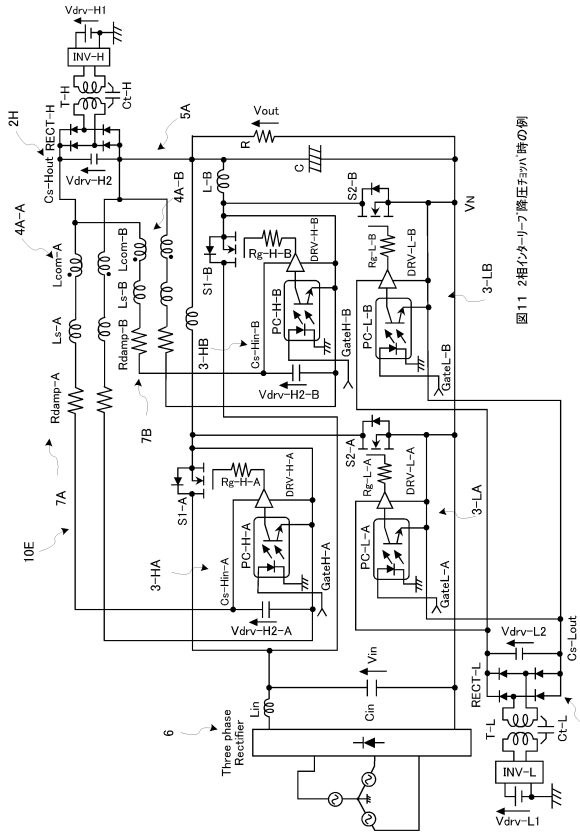 Vdrv-H1
INV-H
T-H
Ct-H
2H
RECT-H
Cs-Hout
Vdrv-H2
5A
4A-A
4A-B
Lcom-A
Lcom-B
Ls-A
Ls-B
Rdamp-A
Rdamp-B
7A
7B
10E
Vout
R
C
L-B
S1-B
Rg-H-B
DRV-H-B
PC-H-B
3-HB
Cs-Hin-B
Vdrv-H2-B
GateH-B
S2-B
VN
Rg-L-B
DRV-L-B
PC-L-B
GateL-B
3-LB
S1-A
Rg-H-A
DRV-H-A
PC-H-A
3-HA
Cs-Hin-A
Vdrv-H2-A
GateH-A
S2-A
Rg-L-A
DRV-L-A
PC-L-A
GateL-A
3-LA
6
Three phase
Rectifier
Lin
Cin
Vin
RECT-L
Vdrv-L2
Cs-Lout
T-L
Ct-L
INV-L
Vdrv-L1
図11 2相インターリーブ降圧チョッパ時の例